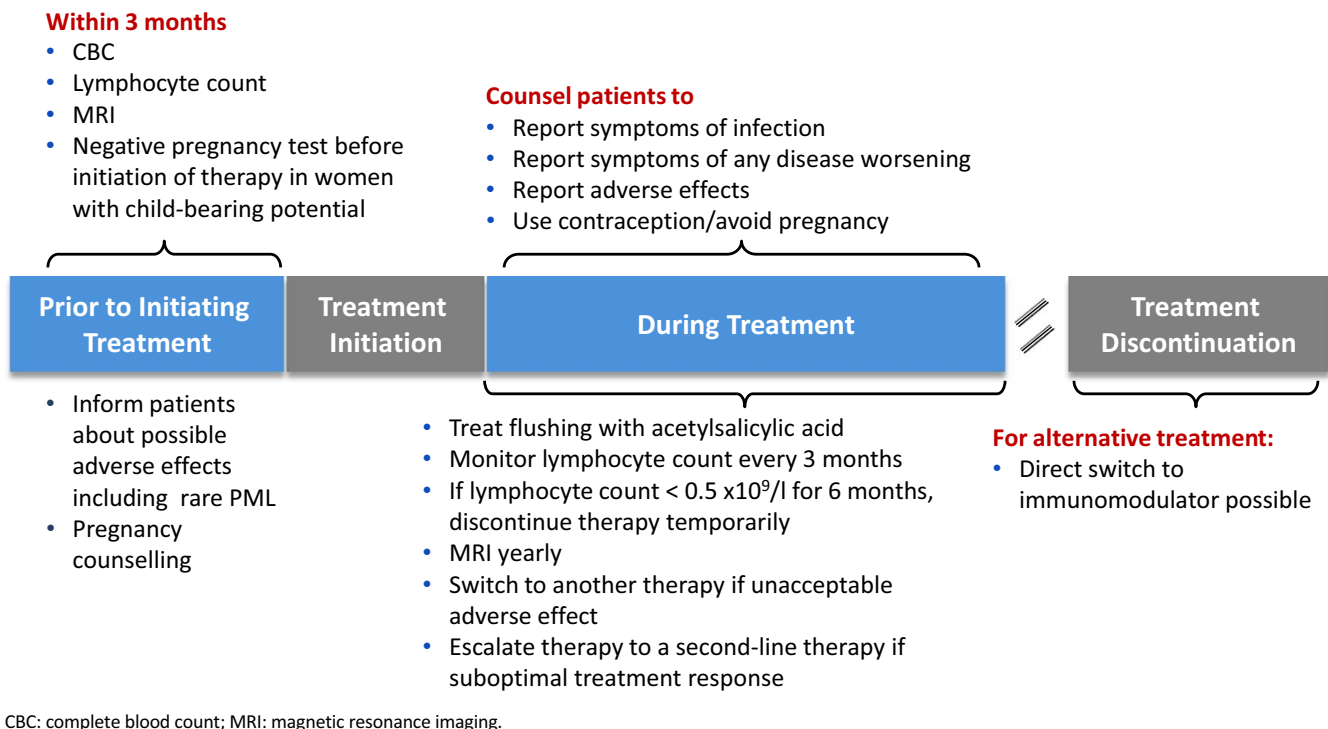 Within 3 months
• CBC
• Lymphocyte count
• MRI
• Negative pregnancy test before
initiation of therapy in women
with child-bearing potential
Counsel patients to
• Report symptoms of infection
• Report symptoms of any disease worsening
• Report adverse effects
• Use contraception/avoid pregnancy
Prior to Initiating
Treatment
Treatment
Initiation
During Treatment
Treatment
Discontinuation
• Inform patients
about possible
adverse effects
including rare PML
• Pregnancy
counselling
• Treat flushing with acetylsalicylic acid
• Monitor lymphocyte count every 3 months
• If lymphocyte count < 0.5 x10⁹/l for 6 months,
discontinue therapy temporarily
• MRI yearly
• Switch to another therapy if unacceptable
adverse effect
• Escalate therapy to a second-line therapy if
suboptimal treatment response
For alternative treatment:
• Direct switch to
immunomodulator possible
CBC: complete blood count; MRI: magnetic resonance imaging.